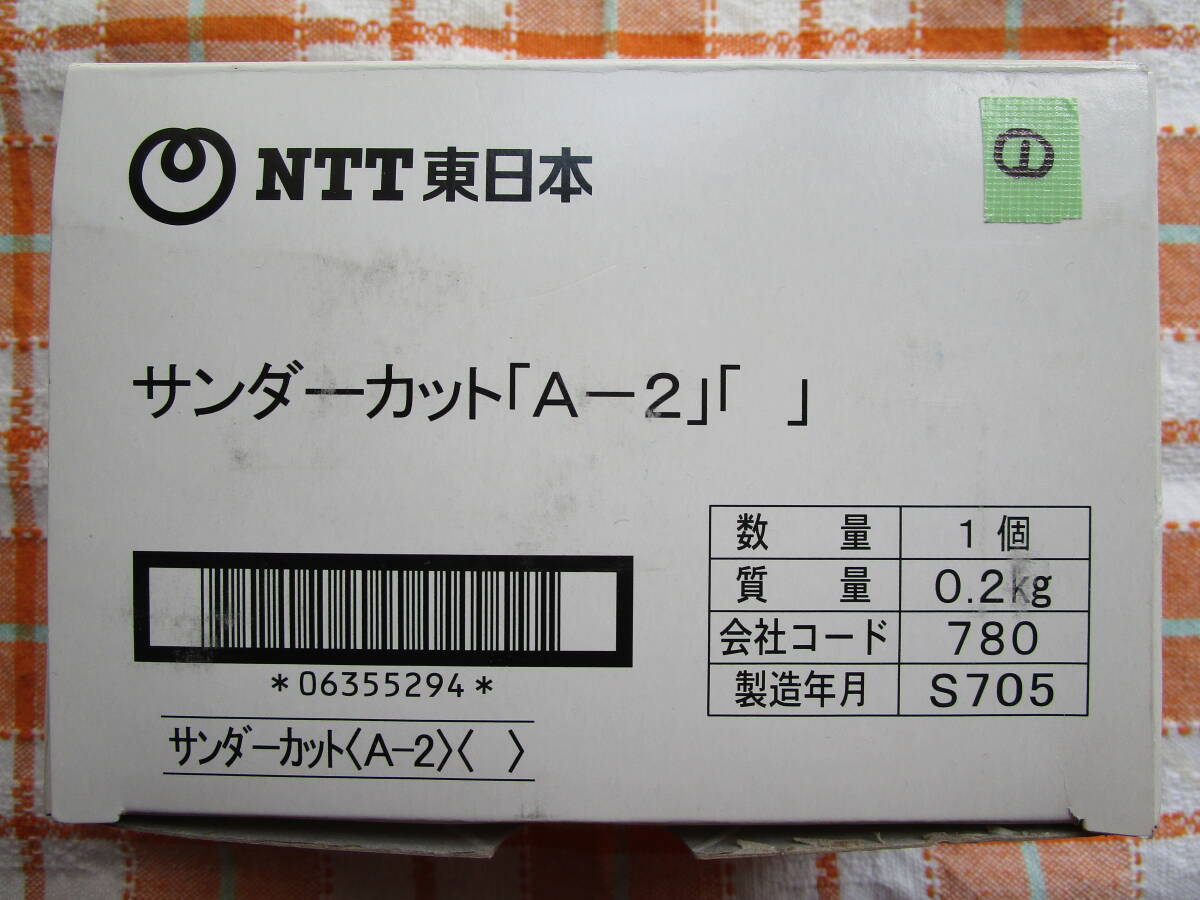 NTT東日本
①
サンダーカット「A－2」「　」
数　量 1 個
質　量 0.2kg
会社コード 780
製造年月 S705
*06355294*
サンダーカット〈A-2〉〈　〉